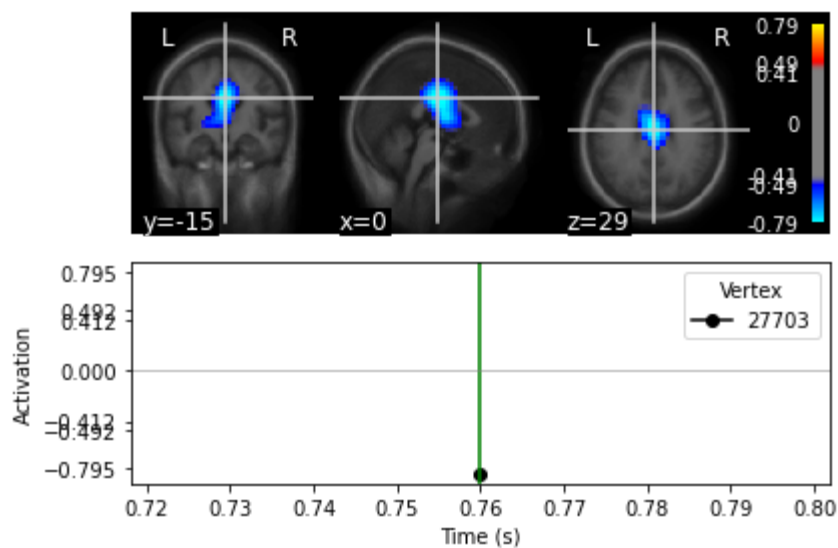 L R L R
0.79
0.49
0.41
0
-0.41
-0.49
-0.79
y=-15 x=0 z=29
0.795
0.492
0.412
0.000
-0.412
-0.492
-0.795
Activation
Vertex
27703
0.72 0.73 0.74 0.75 0.76 0.77 0.78 0.79 0.80
Time (s)